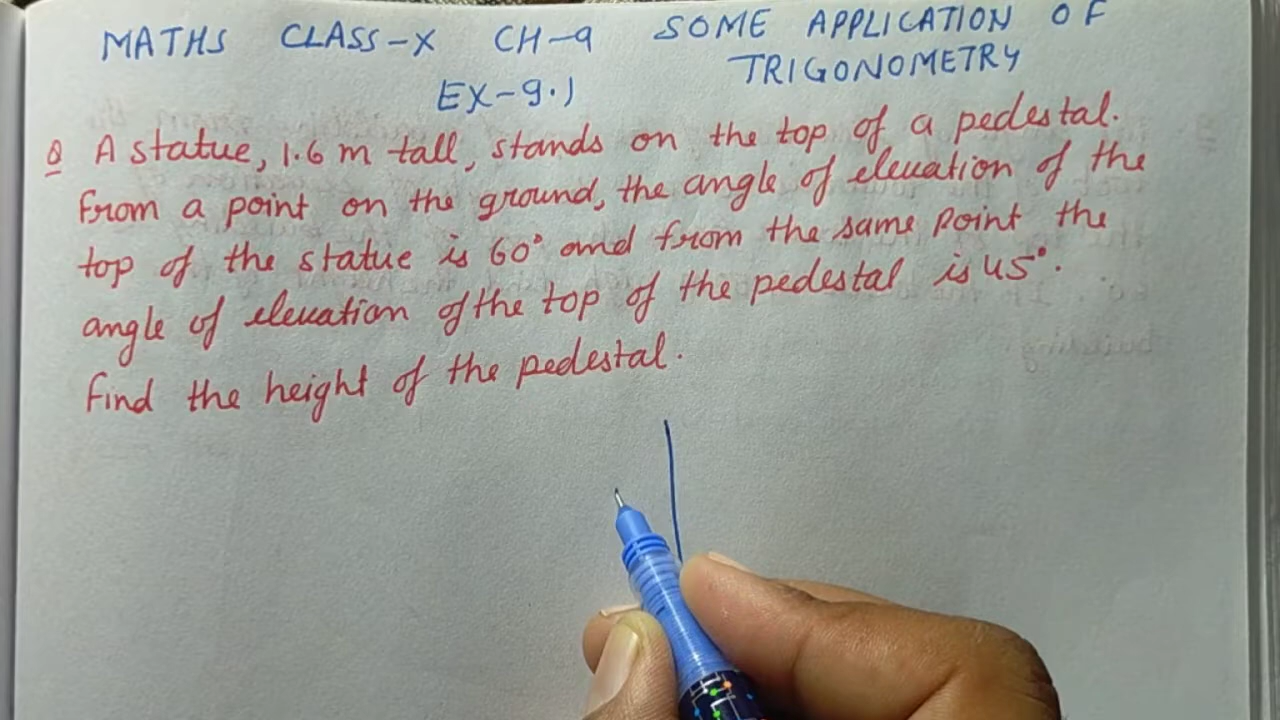 MATHS CLASS-X CH-9 SOME APPLICATION OF
EX-9.1 TRIGONOMETRY
Q A statue, 1.6 m tall, stands on the top of a pedestal.
From a point on the ground, the angle of elevation of the
top of the statue is 60° and from the same point the
angle of elevation of the top of the pedestal is 45°.
Find the height of the pedestal.